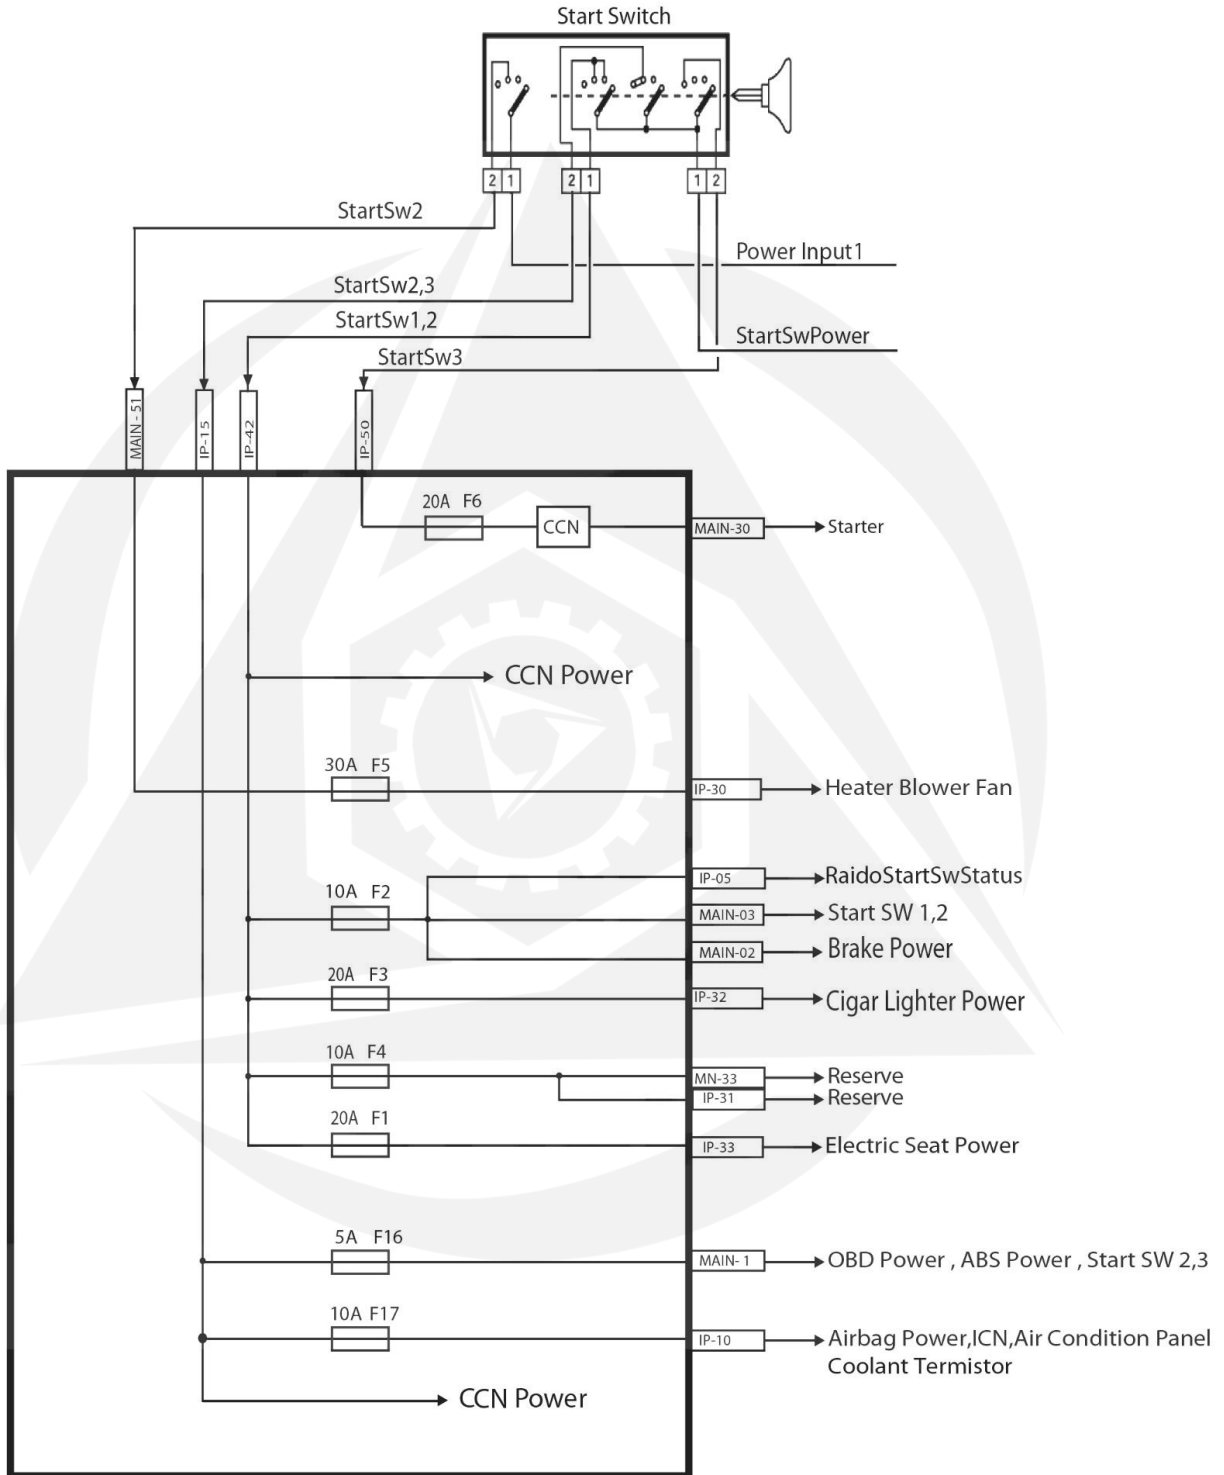 Start Switch
2 1 2 1 1 2
StartSw2
Power Input1
StartSw2,3
StartSw1,2
StartSwPower
StartSw3
MAIN - 51
IP-15
IP-42
IP-50
20A F6
CCN
MAIN-30
Starter
CCN Power
30A F5
IP-30
Heater Blower Fan
IP-05
RaidoStartSwStatus
10A F2
MAIN-03
Start SW 1,2
MAIN-02
Brake Power
20A F3
IP-32
Cigar Lighter Power
10A F4
MN-33
Reserve
IP-31
Reserve
20A F1
IP-33
Electric Seat Power
5A F16
MAIN- 1
OBD Power , ABS Power , Start SW 2,3
10A F17
IP-10
Airbag Power,ICN,Air Condition Panel
Coolant Termistor
CCN Power